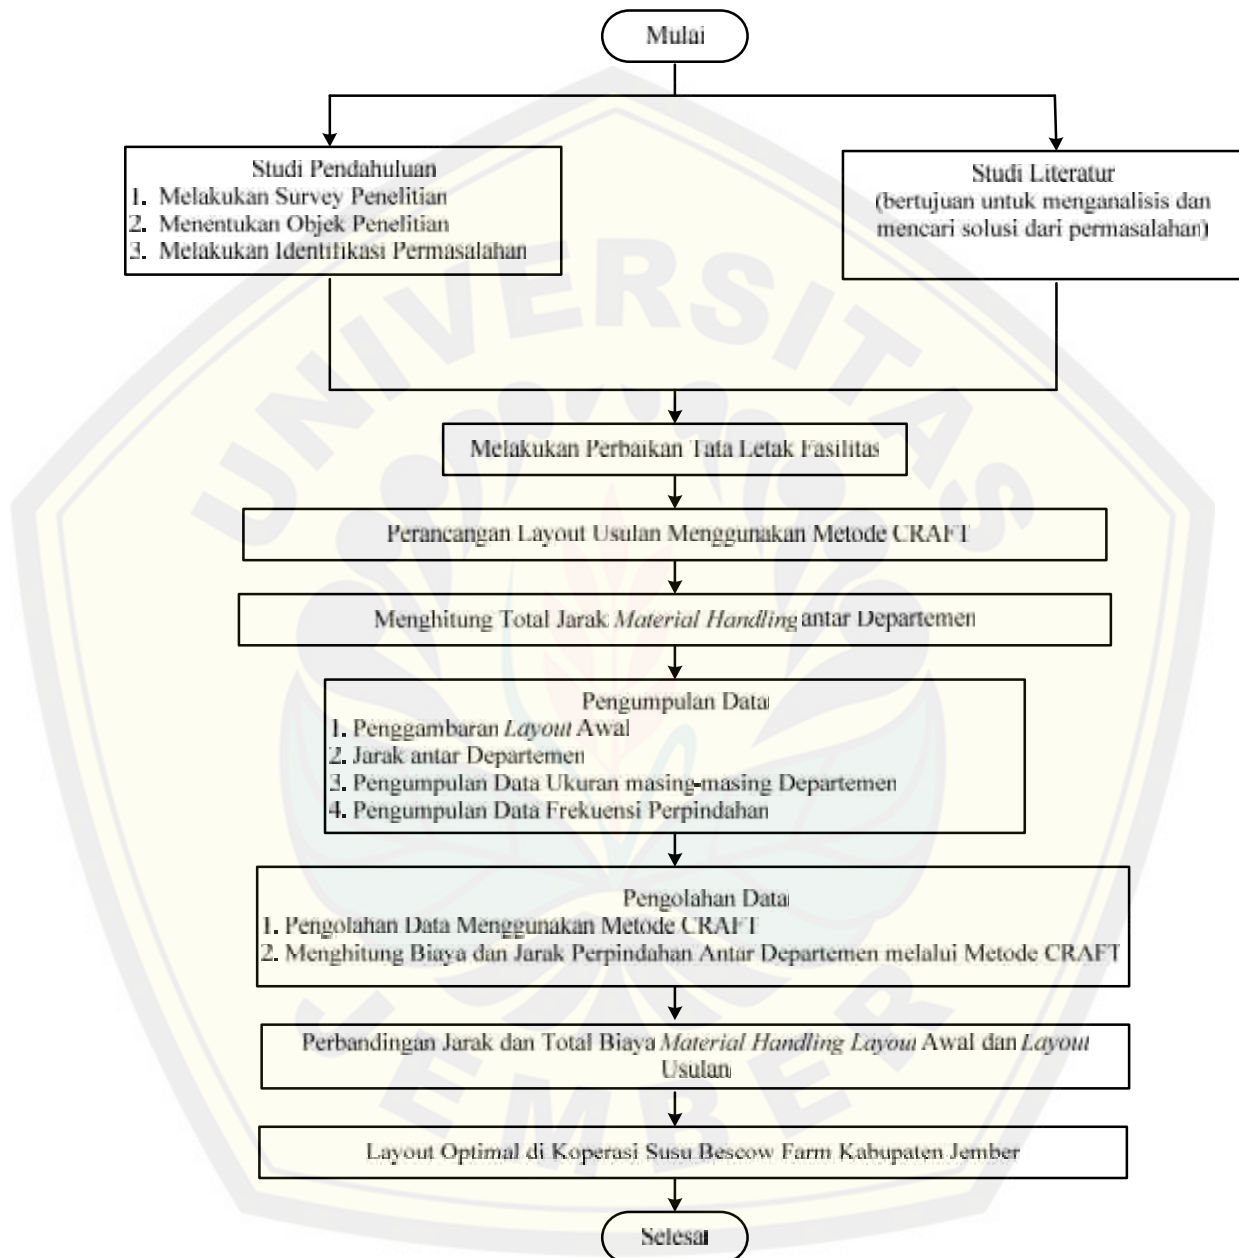 Mulai
Studi Pendahuluan
1. Melakukan Survey Penelitian
2. Menentukan Objek Penelitian
3. Melakukan Identifikasi Permasalahan
Studi Literatur
(bertujuan untuk menganalisis dan
mencari solusi dari permasalahan)
Melakukan Perbaikan Tata Letak Fasilitas
Perancangan Layout Usulan Menggunakan Metode CRAFT
Menghitung Total Jarak Material Handling antar Departemen
Pengumpulan Data
1. Penggambaran Layout Awal
2. Jarak antar Departemen
3. Pengumpulan Data Ukuran masing-masing Departemen
4. Pengumpulan Data Frekuensi Perpindahan
Pengolahan Data
1. Pengolahan Data Menggunakan Metode CRAFT
2. Menghitung Biaya dan Jarak Perpindahan Antar Departemen melalui Metode CRAFT
Perbandingan Jarak dan Total Biaya Material Handling Layout Awal dan Layout
Usulan
Layout Optimal di Koperasi Susu Bescow Farm Kabupaten Jember
Selesai
UNIVERSITAS
JEMBER